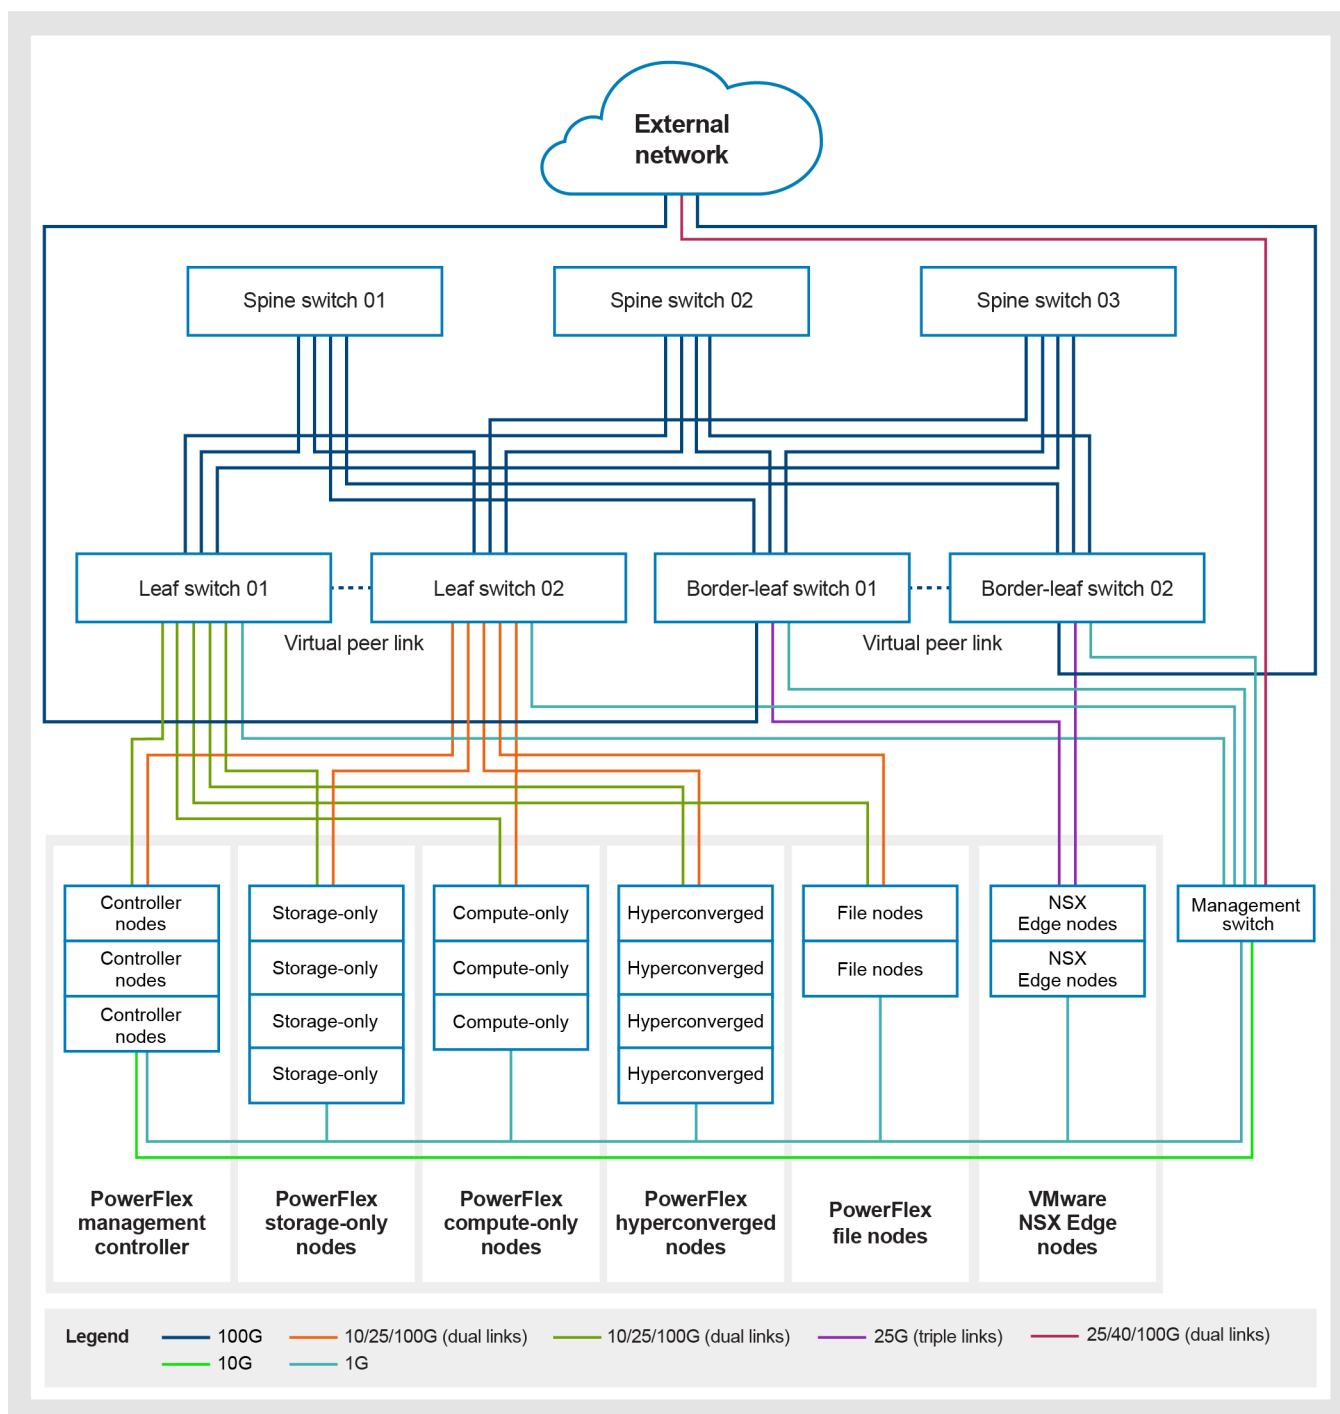 External
network
Spine switch 01
Spine switch 02
Spine switch 03
Leaf switch 01
Leaf switch 02
Border-leaf switch 01
Border-leaf switch 02
Virtual peer link
Virtual peer link
Controller
nodes
Controller
nodes
Controller
nodes
Storage-only
Storage-only
Storage-only
Storage-only
Compute-only
Compute-only
Compute-only
Hyperconverged
Hyperconverged
Hyperconverged
Hyperconverged
File nodes
File nodes
NSX
Edge nodes
NSX
Edge nodes
Management
switch
PowerFlex
management
controller
PowerFlex
storage-only
nodes
PowerFlex
compute-only
nodes
PowerFlex
hyperconverged
nodes
PowerFlex
file nodes
VMware
NSX Edge
nodes
Legend
100G
10/25/100G (dual links)
10/25/100G (dual links)
25G (triple links)
25/40/100G (dual links)
10G
1G